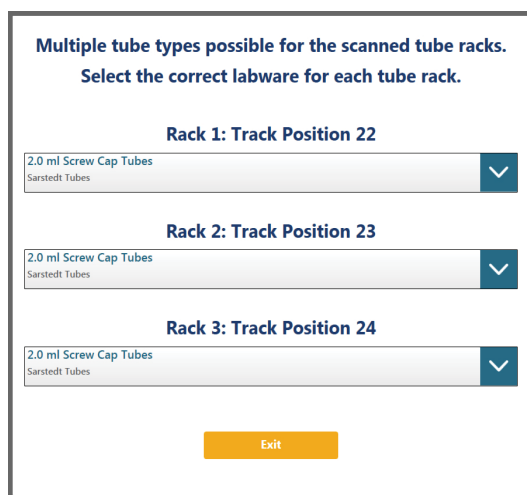 Multiple tube types possible for the scanned tube racks.
Select the correct labware for each tube rack.
Rack 1: Track Position 22
2.0 ml Screw Cap Tubes
Sarstedt Tubes
Rack 2: Track Position 23
2.0 ml Screw Cap Tubes
Sarstedt Tubes
Rack 3: Track Position 24
2.0 ml Screw Cap Tubes
Sarstedt Tubes
Exit